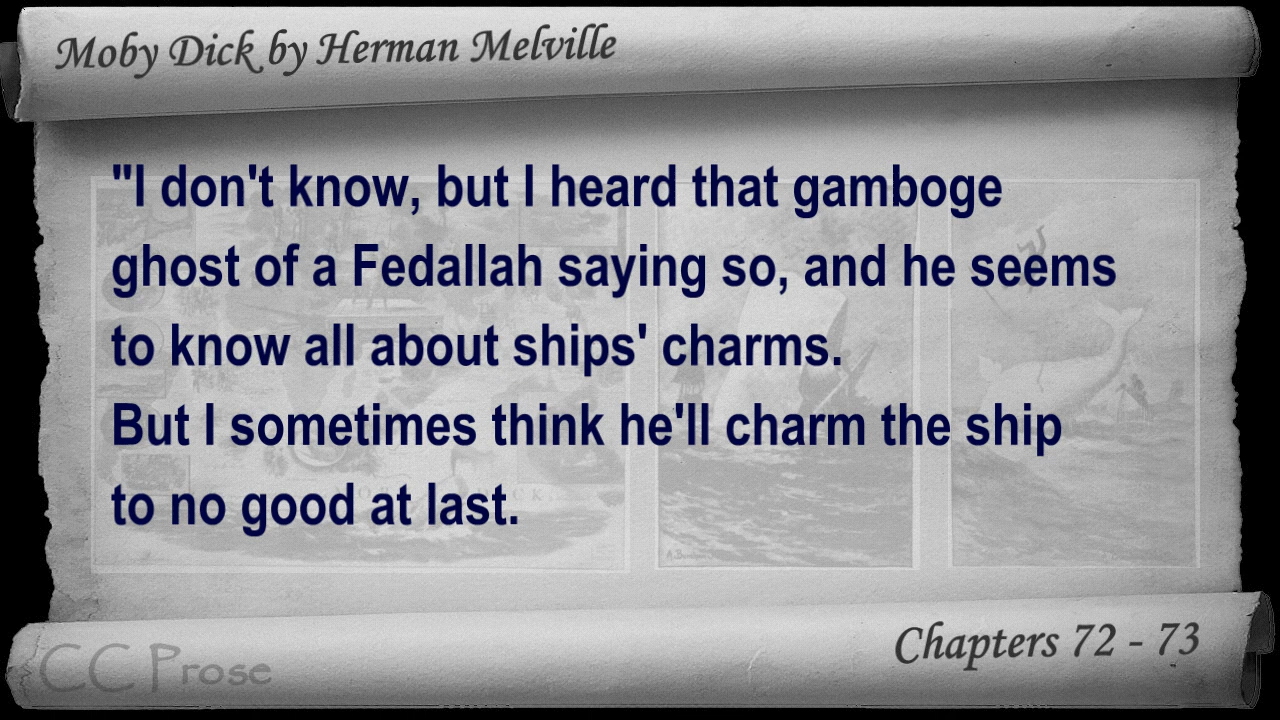 Moby Dick by Herman Melville
"I don't know, but I heard that gamboge
ghost of a Fedallah saying so, and he seems
to know all about ships' charms.
But I sometimes think he'll charm the ship
to no good at last.
Chapters 72 - 73
CC Prose